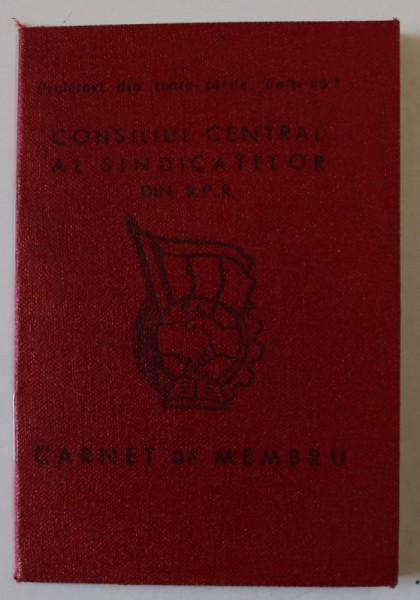 Proletari din toate țările, uniți-vă!
CONSILIUL CENTRAL
AL SINDICATELOR
DIN R.P.R.
CARNET DE MEMBRU